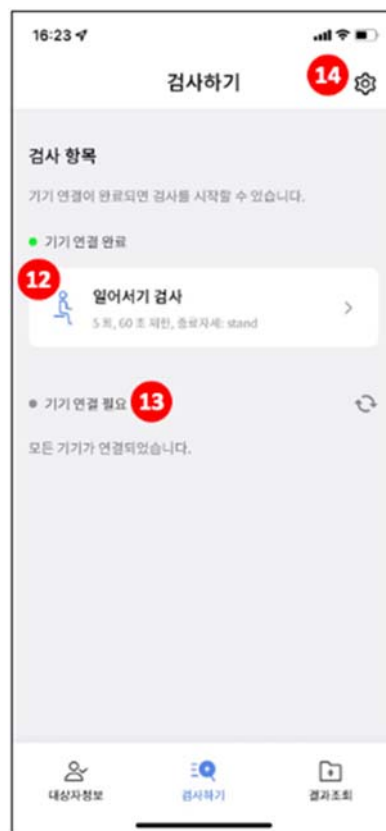 16:23
검사하기
14
검사 항목
기기 연결이 완료되면 검사를 시작할 수 있습니다.
기기 연결 완료
12
일어서기 검사
5 회, 60 초 제한, 종료자세: stand
기기 연결 필요 13
모든 기기가 연결되었습니다.
대상자정보 검사하기 결과조회